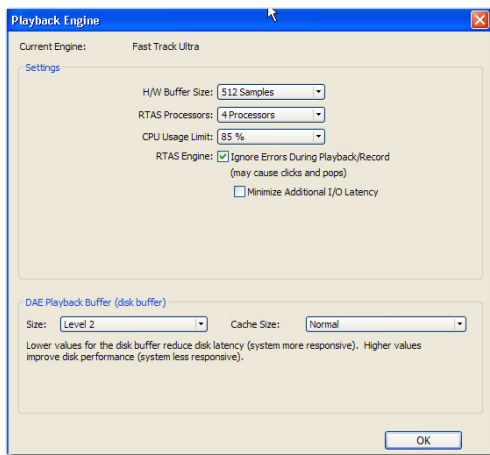 Playback Engine
Current Engine: Fast Track Ultra
Settings
H/W Buffer Size: 512 Samples
RTAS Processors: 4 Processors
CPU Usage Limit: 85 %
RTAS Engine: Ignore Errors During Playback/Record
(may cause clicks and pops)
Minimize Additional I/O Latency
DAE Playback Buffer (disk buffer)
Size: Level 2 Cache Size: Normal
Lower values for the disk buffer reduce disk latency (system more responsive). Higher values
improve disk performance (system less responsive).
OK